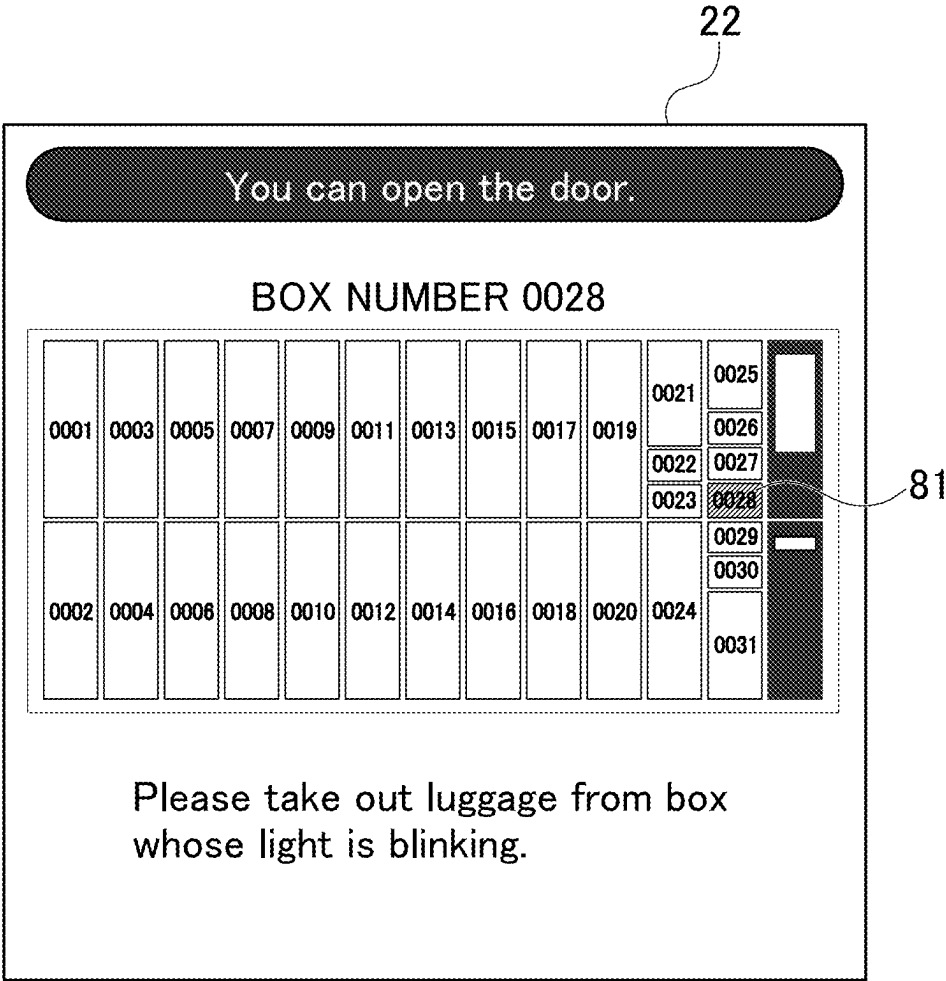 22
You can open the door.
BOX NUMBER 0028
0001 0003 0005 0007 0009 0011 0013 0015 0017 0019 0021 0025
0026
0022 0027
0023 0028 81
0029
0030
0002 0004 0006 0008 0010 0012 0014 0016 0018 0020 0024
0031
Please take out luggage from box
whose light is blinking.